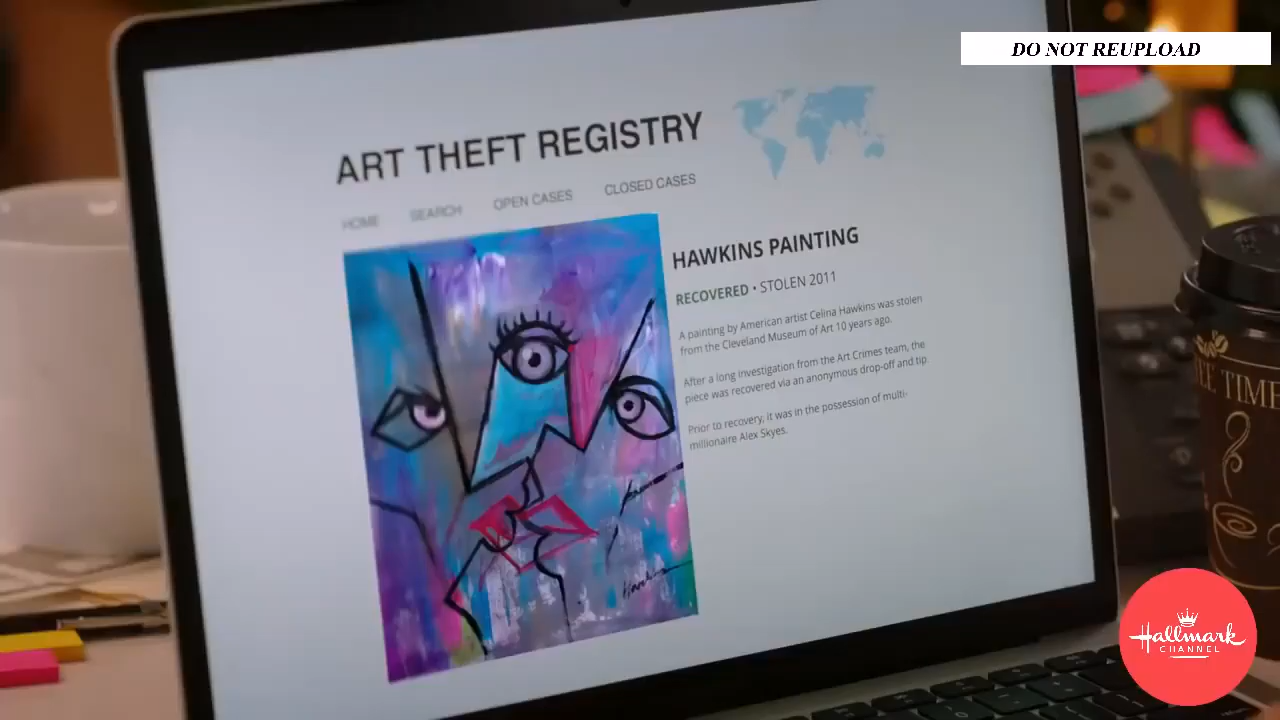 DO NOT REUPLOAD
ART THEFT REGISTRY
HOME SEARCH OPEN CASES CLOSED CASES
HAWKINS PAINTING
RECOVERED • STOLEN 2011
A painting by American artist Celina Hawkins was stolen
from the Cleveland Museum of Art 10 years ago.
After a long investigation from the Art Crimes team, the
piece was recovered via an anonymous drop-off and tip
Prior to recovery, it was in the possession of multi-
millionaire Alex Skyes.
Hawkins
EE TIME
Hallmark
CHANNEL